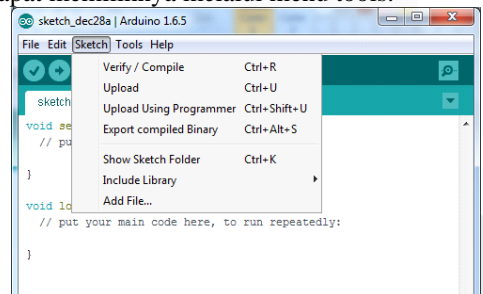 sketch_dec28a | Arduino 1.6.5
File Edit Sketch Tools Help
Verify / Compile Ctrl+R
Upload Ctrl+U
Upload Using Programmer Ctrl+Shift+U
Export compiled Binary Ctrl+Alt+S
Show Sketch Folder Ctrl+K
Include Library
Add File...
sketch
void se
// pu
}
void lo
// put your main code here, to run repeatedly:
}